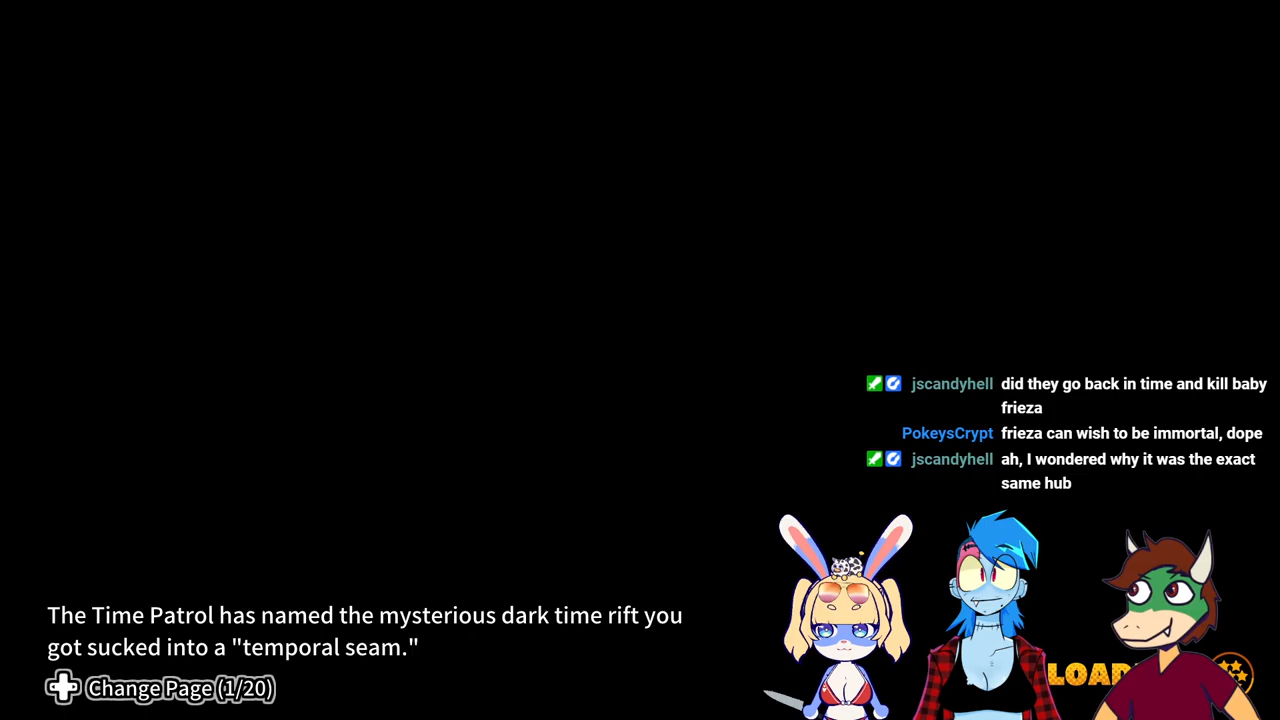 jscandyhell did they go back in time and kill baby
frieza
PokeysCrypt frieza can wish to be immortal, dope
jscandyhell ah, I wondered why it was the exact
same hub
The Time Patrol has named the mysterious dark time rift you
got sucked into a "temporal seam."
Change Page (1/20)
LOAD